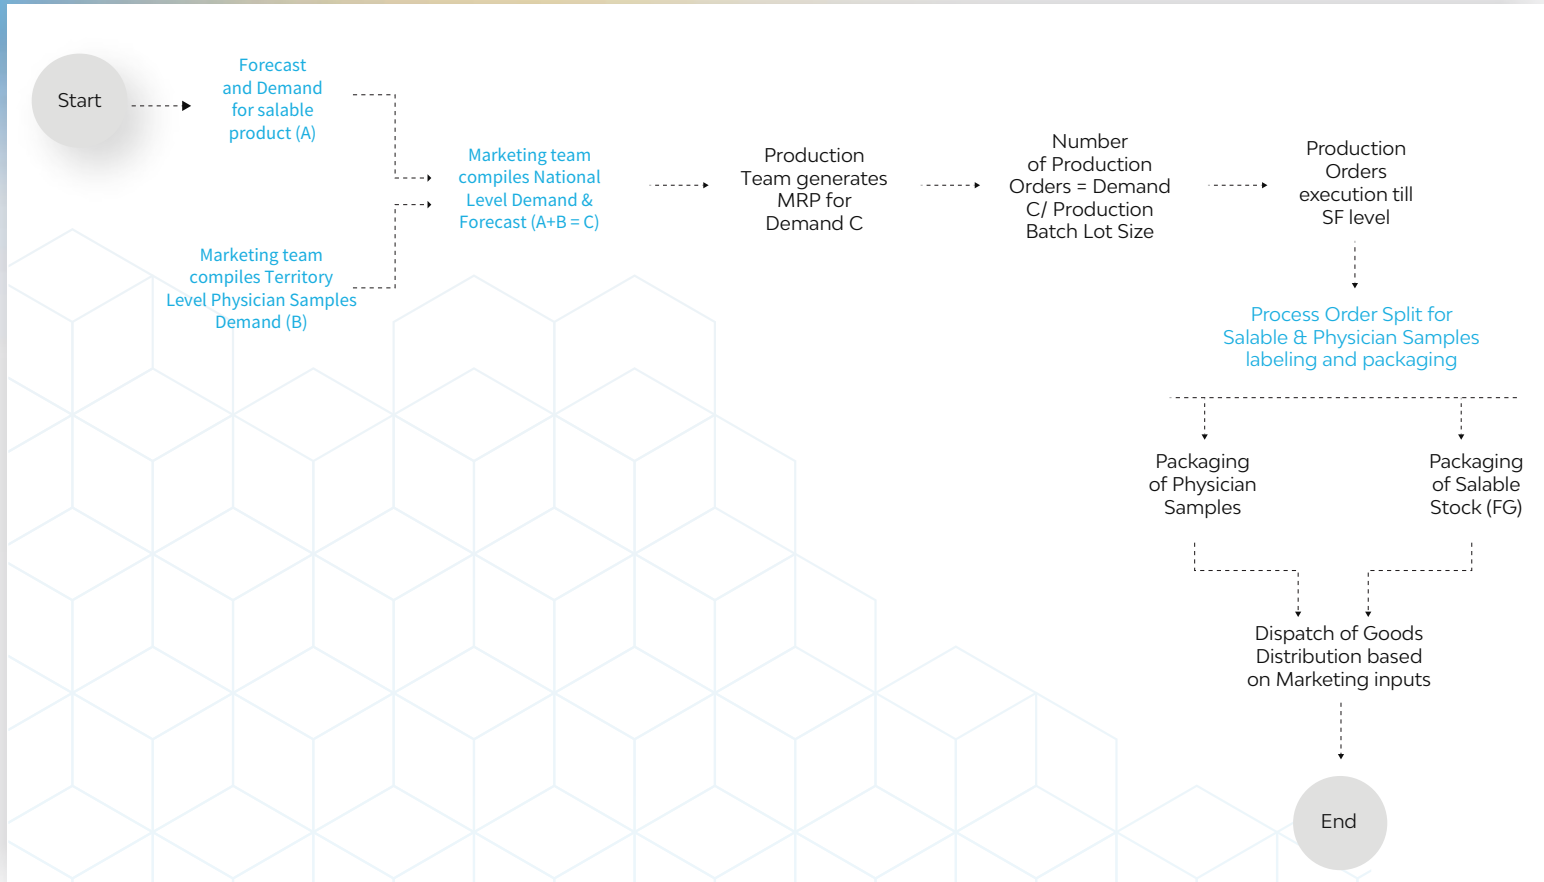 Start
Forecast
and Demand
for salable
product (A)
Marketing team
compiles Territory
Level Physician Samples
Demand (B)
Marketing team
compiles National
Level Demand &
Forecast (A+B = C)
Production
Team generates
MRP for
Demand C
Number
of Production
Orders = Demand
C/ Production
Batch Lot Size
Production
Orders
execution till
SF level
Process Order Split for
Salable & Physician Samples
labeling and packaging
Packaging
of Physician
Samples
Packaging
of Salable
Stock (FG)
Dispatch of Goods
Distribution based
on Marketing inputs
End